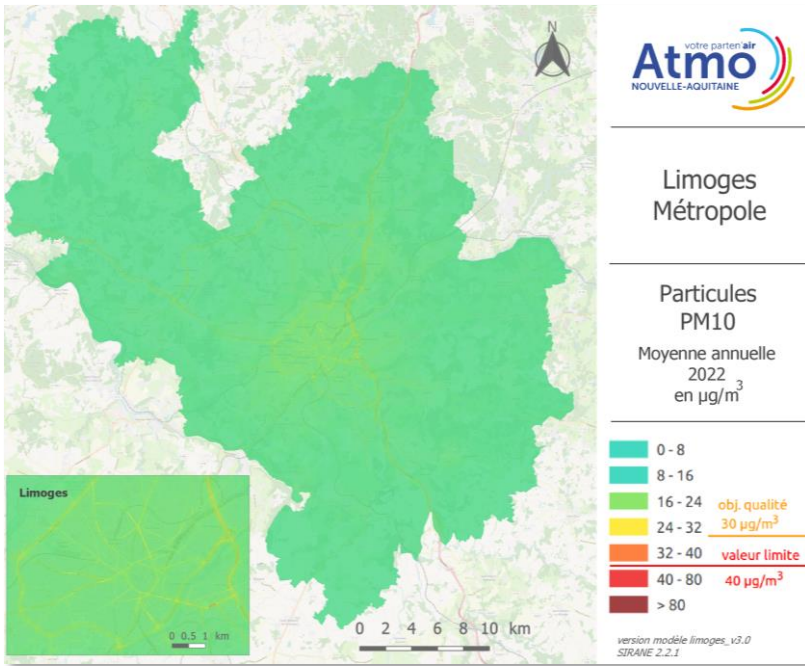 N
votre parten'air
Atmo
NOUVELLE-AQUITAINE
Limoges
Métropole
Particules
PM10
Moyenne annuelle
2022
en µg/m³
0 - 8
8 - 16
16 - 24
24 - 32
32 - 40
40 - 80
> 80
obj. qualité
30 µg/m³
valeur limite
40 µg/m³
version modèle limoges_v3.0
SIRANE 2.2.1
Limoges
0 0.5 1 km
0 2 4 6 8 10 km